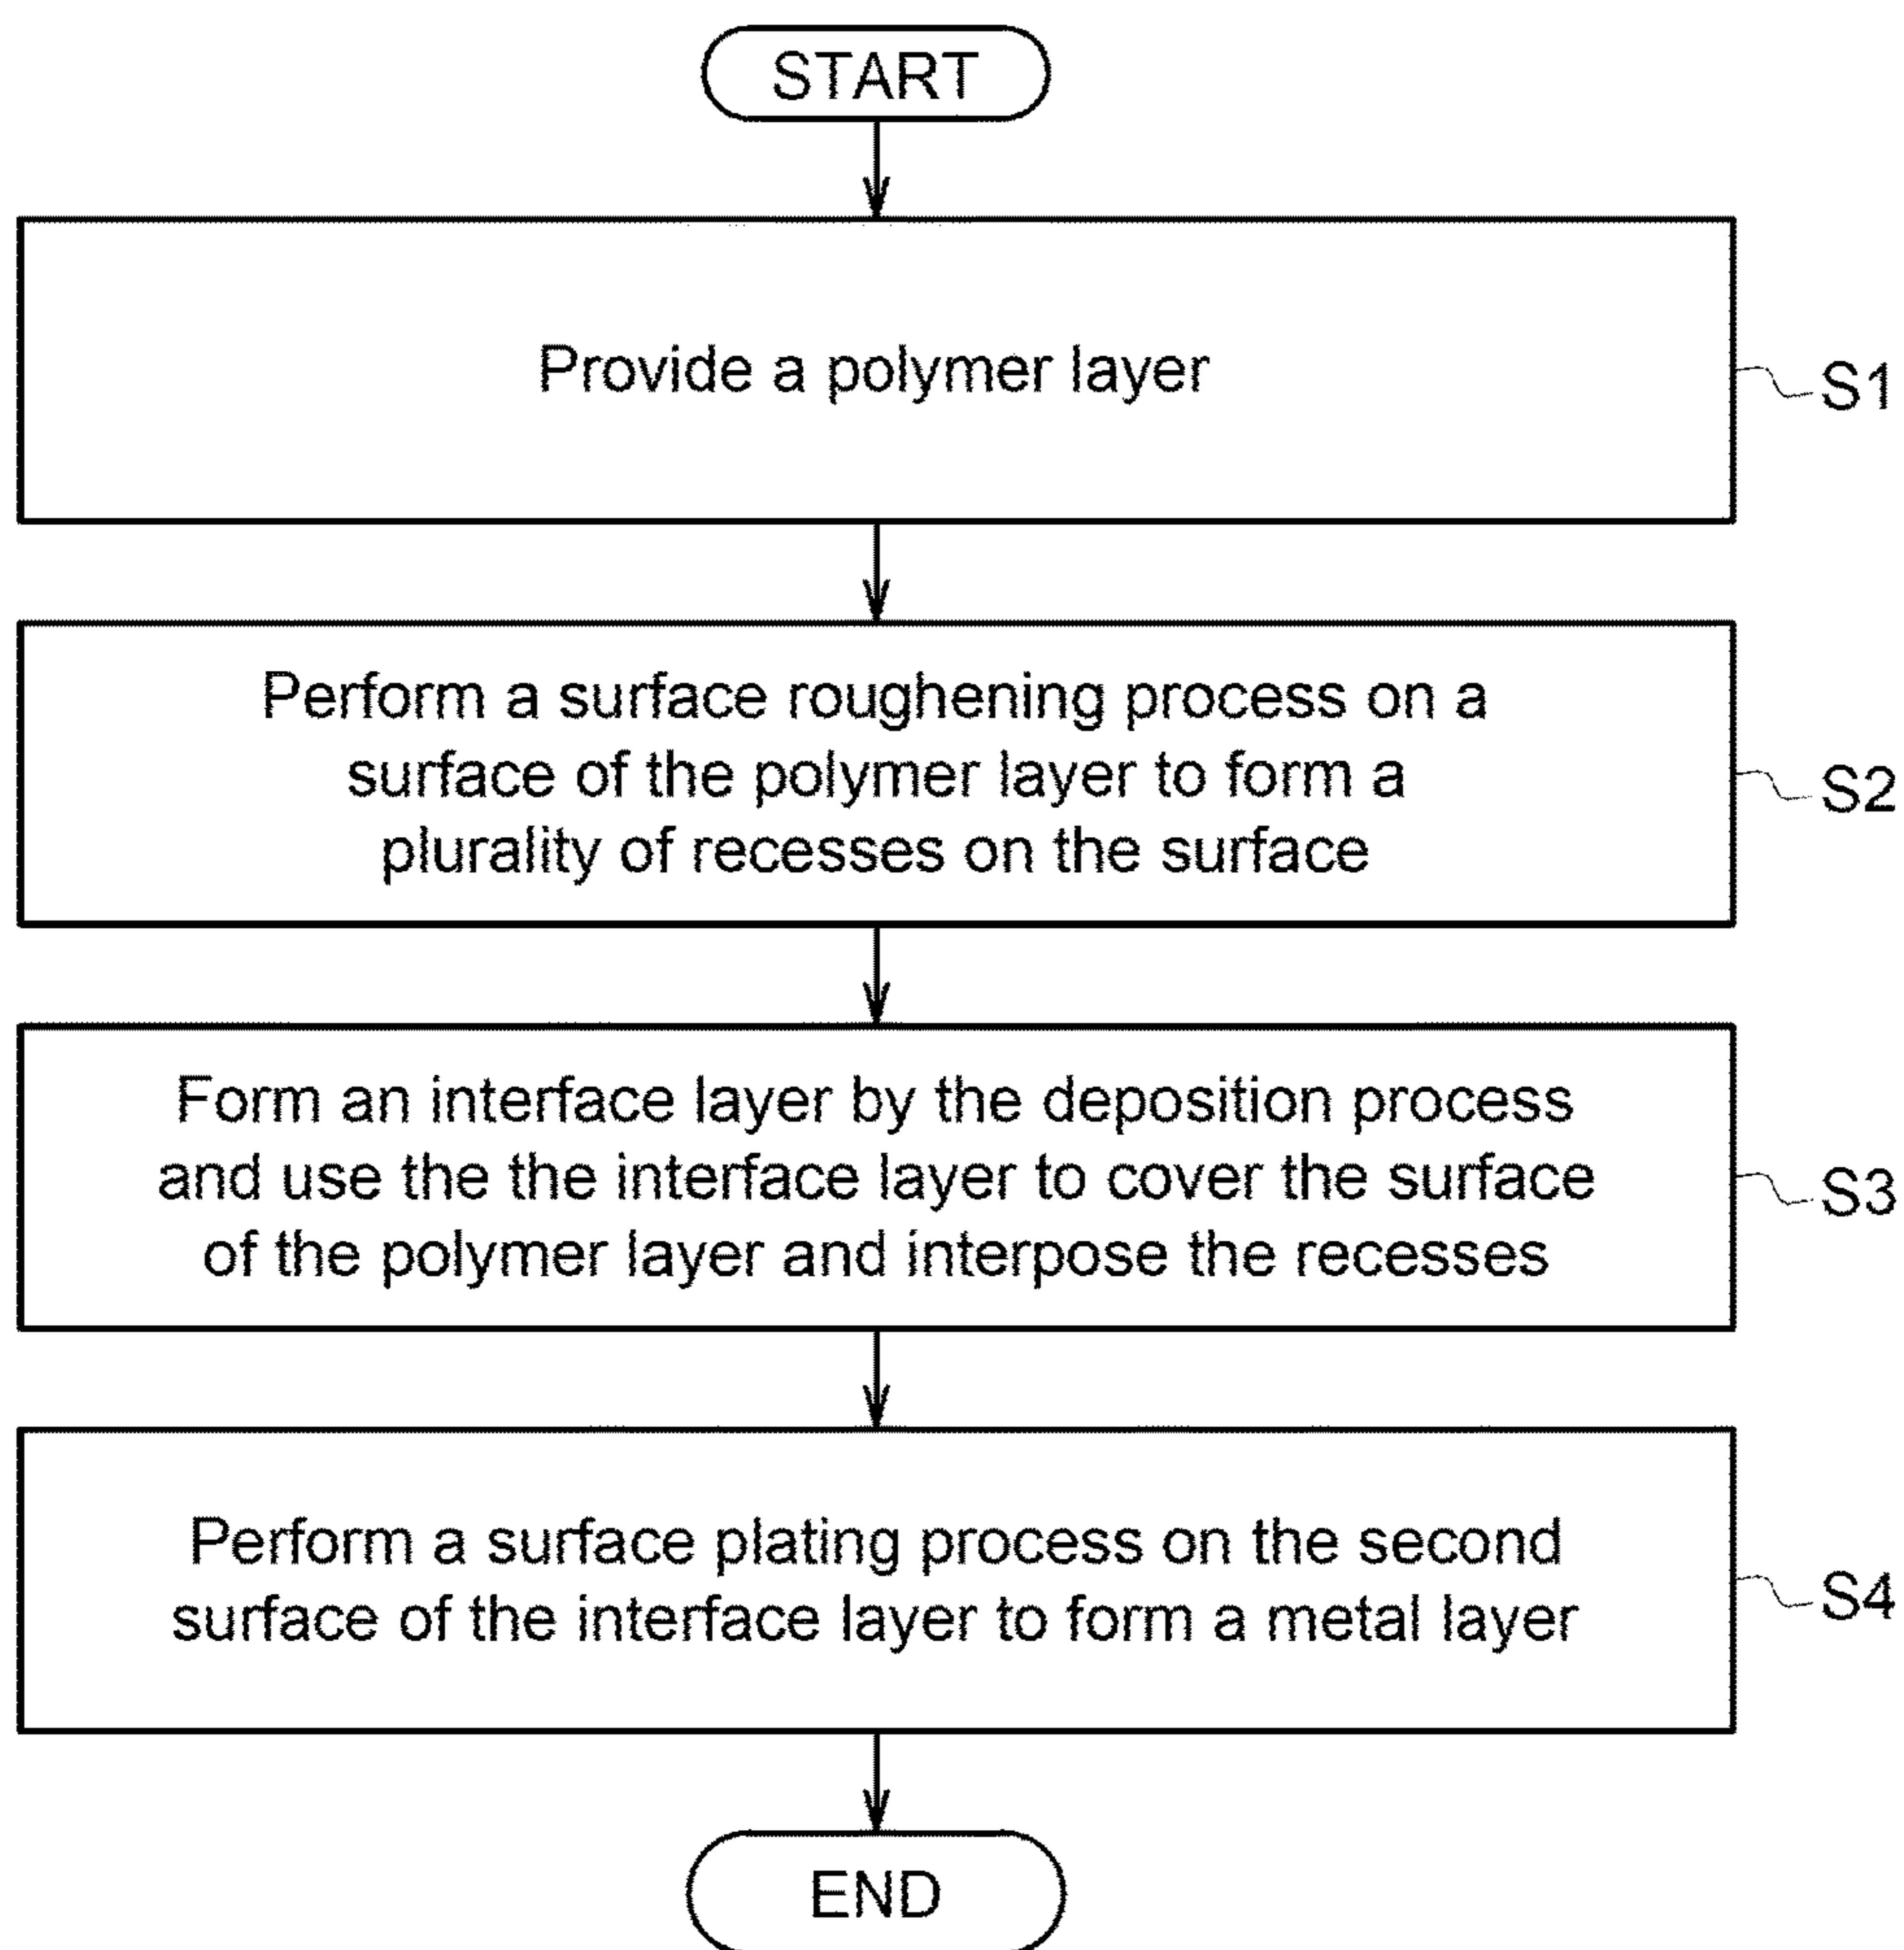 START
Provide a polymer layer
S1
Perform a surface roughening process on a
surface of the polymer layer to form a
plurality of recesses on the surface
S2
Form an interface layer by the deposition process
and use the the interface layer to cover the surface
of the polymer layer and interpose the recesses
S3
Perform a surface plating process on the second
surface of the interface layer to form a metal layer
S4
END